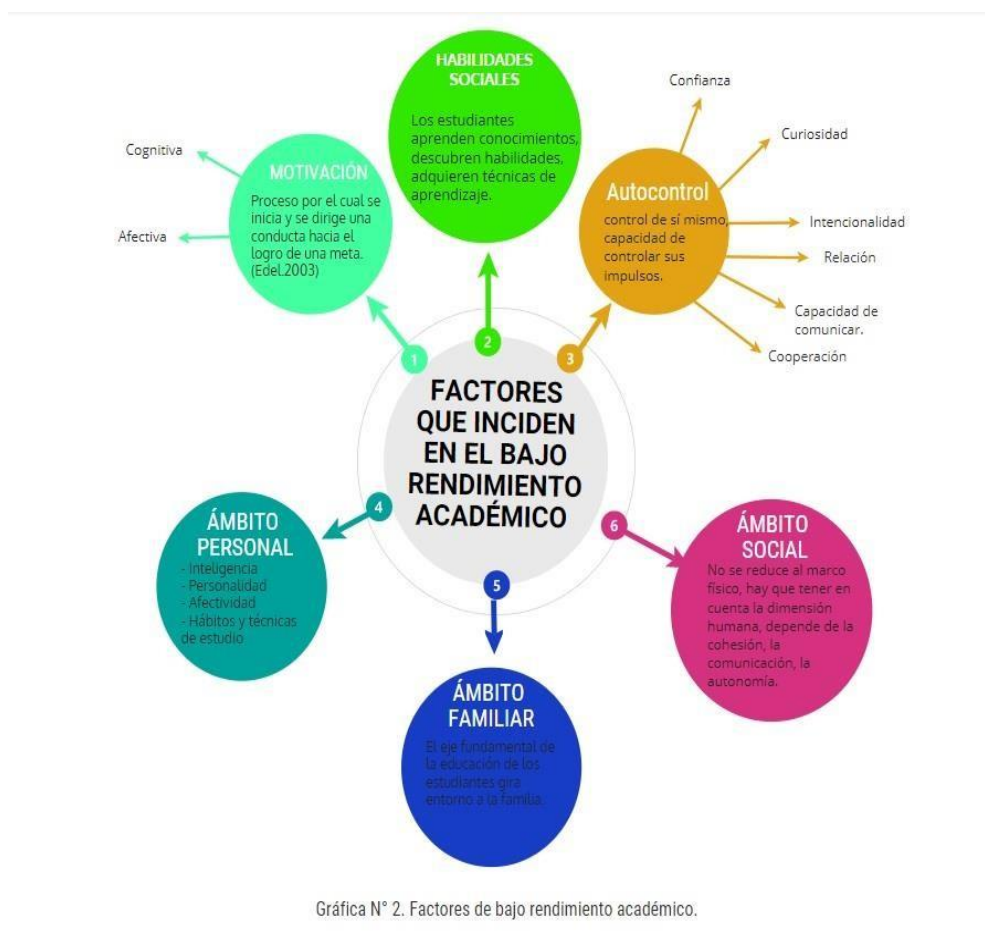 FACTORES
QUE INCIDEN
EN EL BAJO
RENDIMIENTO
ACADÉMICO
1
MOTIVACIÓN
Proceso por el cual se
inicia y se dirige una
conducta hacia el
logro de una meta.
(Edel.2003)
Cognitiva
Afectiva
2
HABILIDADES
SOCIALES
Los estudiantes
aprenden conocimientos,
descubren habilidades,
adquieren técnicas de
aprendizaje.
3
Autocontrol
control de sí mismo,
capacidad de
controlar sus
impulsos.
Confianza
Curiosidad
Intencionalidad
Relación
Capacidad de
comunicar.
Cooperación
4
ÁMBITO
PERSONAL
- Inteligencia
- Personalidad
- Afectividad
- Hábitos y técnicas
de estudio
5
ÁMBITO
FAMILIAR
El eje fundamental de
la educación de los
estudiantes gira
entorno a la familia.
6
ÁMBITO
SOCIAL
No se reduce al marco
físico, hay que tener en
cuenta la dimensión
humana, depende de la
cohesión, la
comunicación, la
autonomía.
Gráfica N° 2. Factores de bajo rendimiento académico.